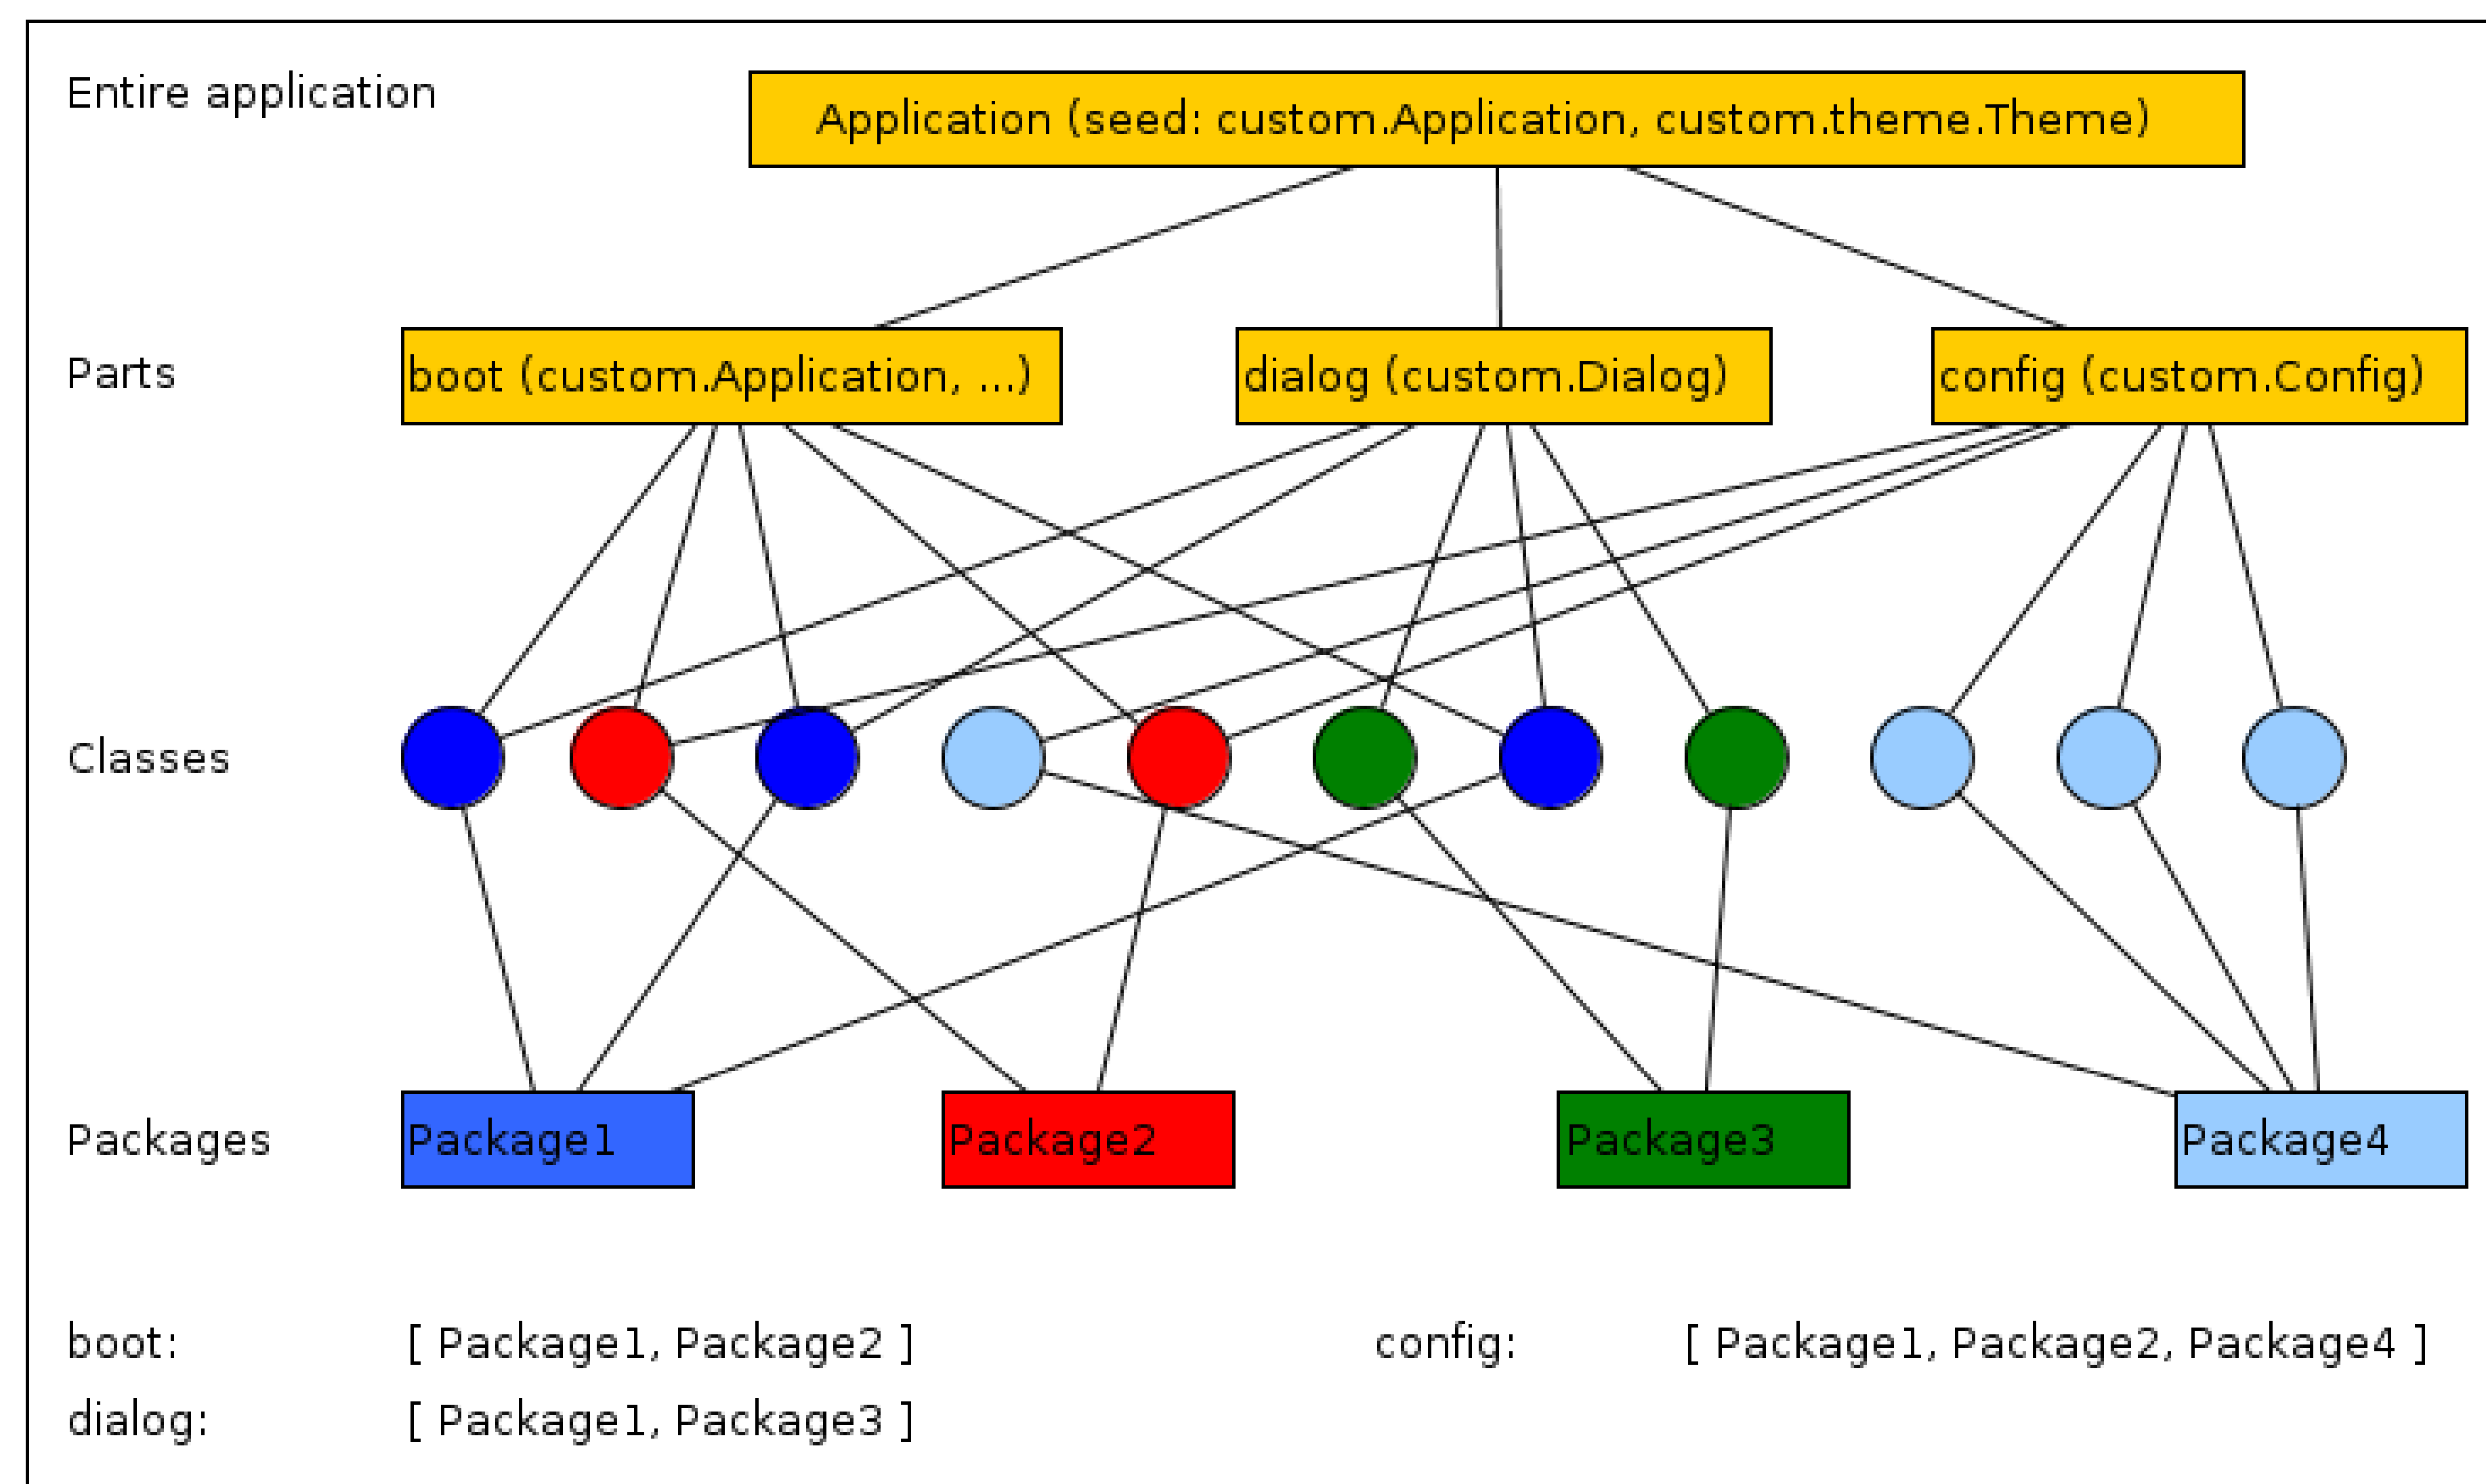 Entire application
Application (seed: custom.Application, custom.theme.Theme)
Parts
boot (custom.Application, ...)
dialog (custom.Dialog)
config (custom.Config)
Classes
Packages
Package1
Package2
Package3
Package4
boot: [ Package1, Package2 ]
config: [ Package1, Package2, Package4 ]
dialog: [ Package1, Package3 ]